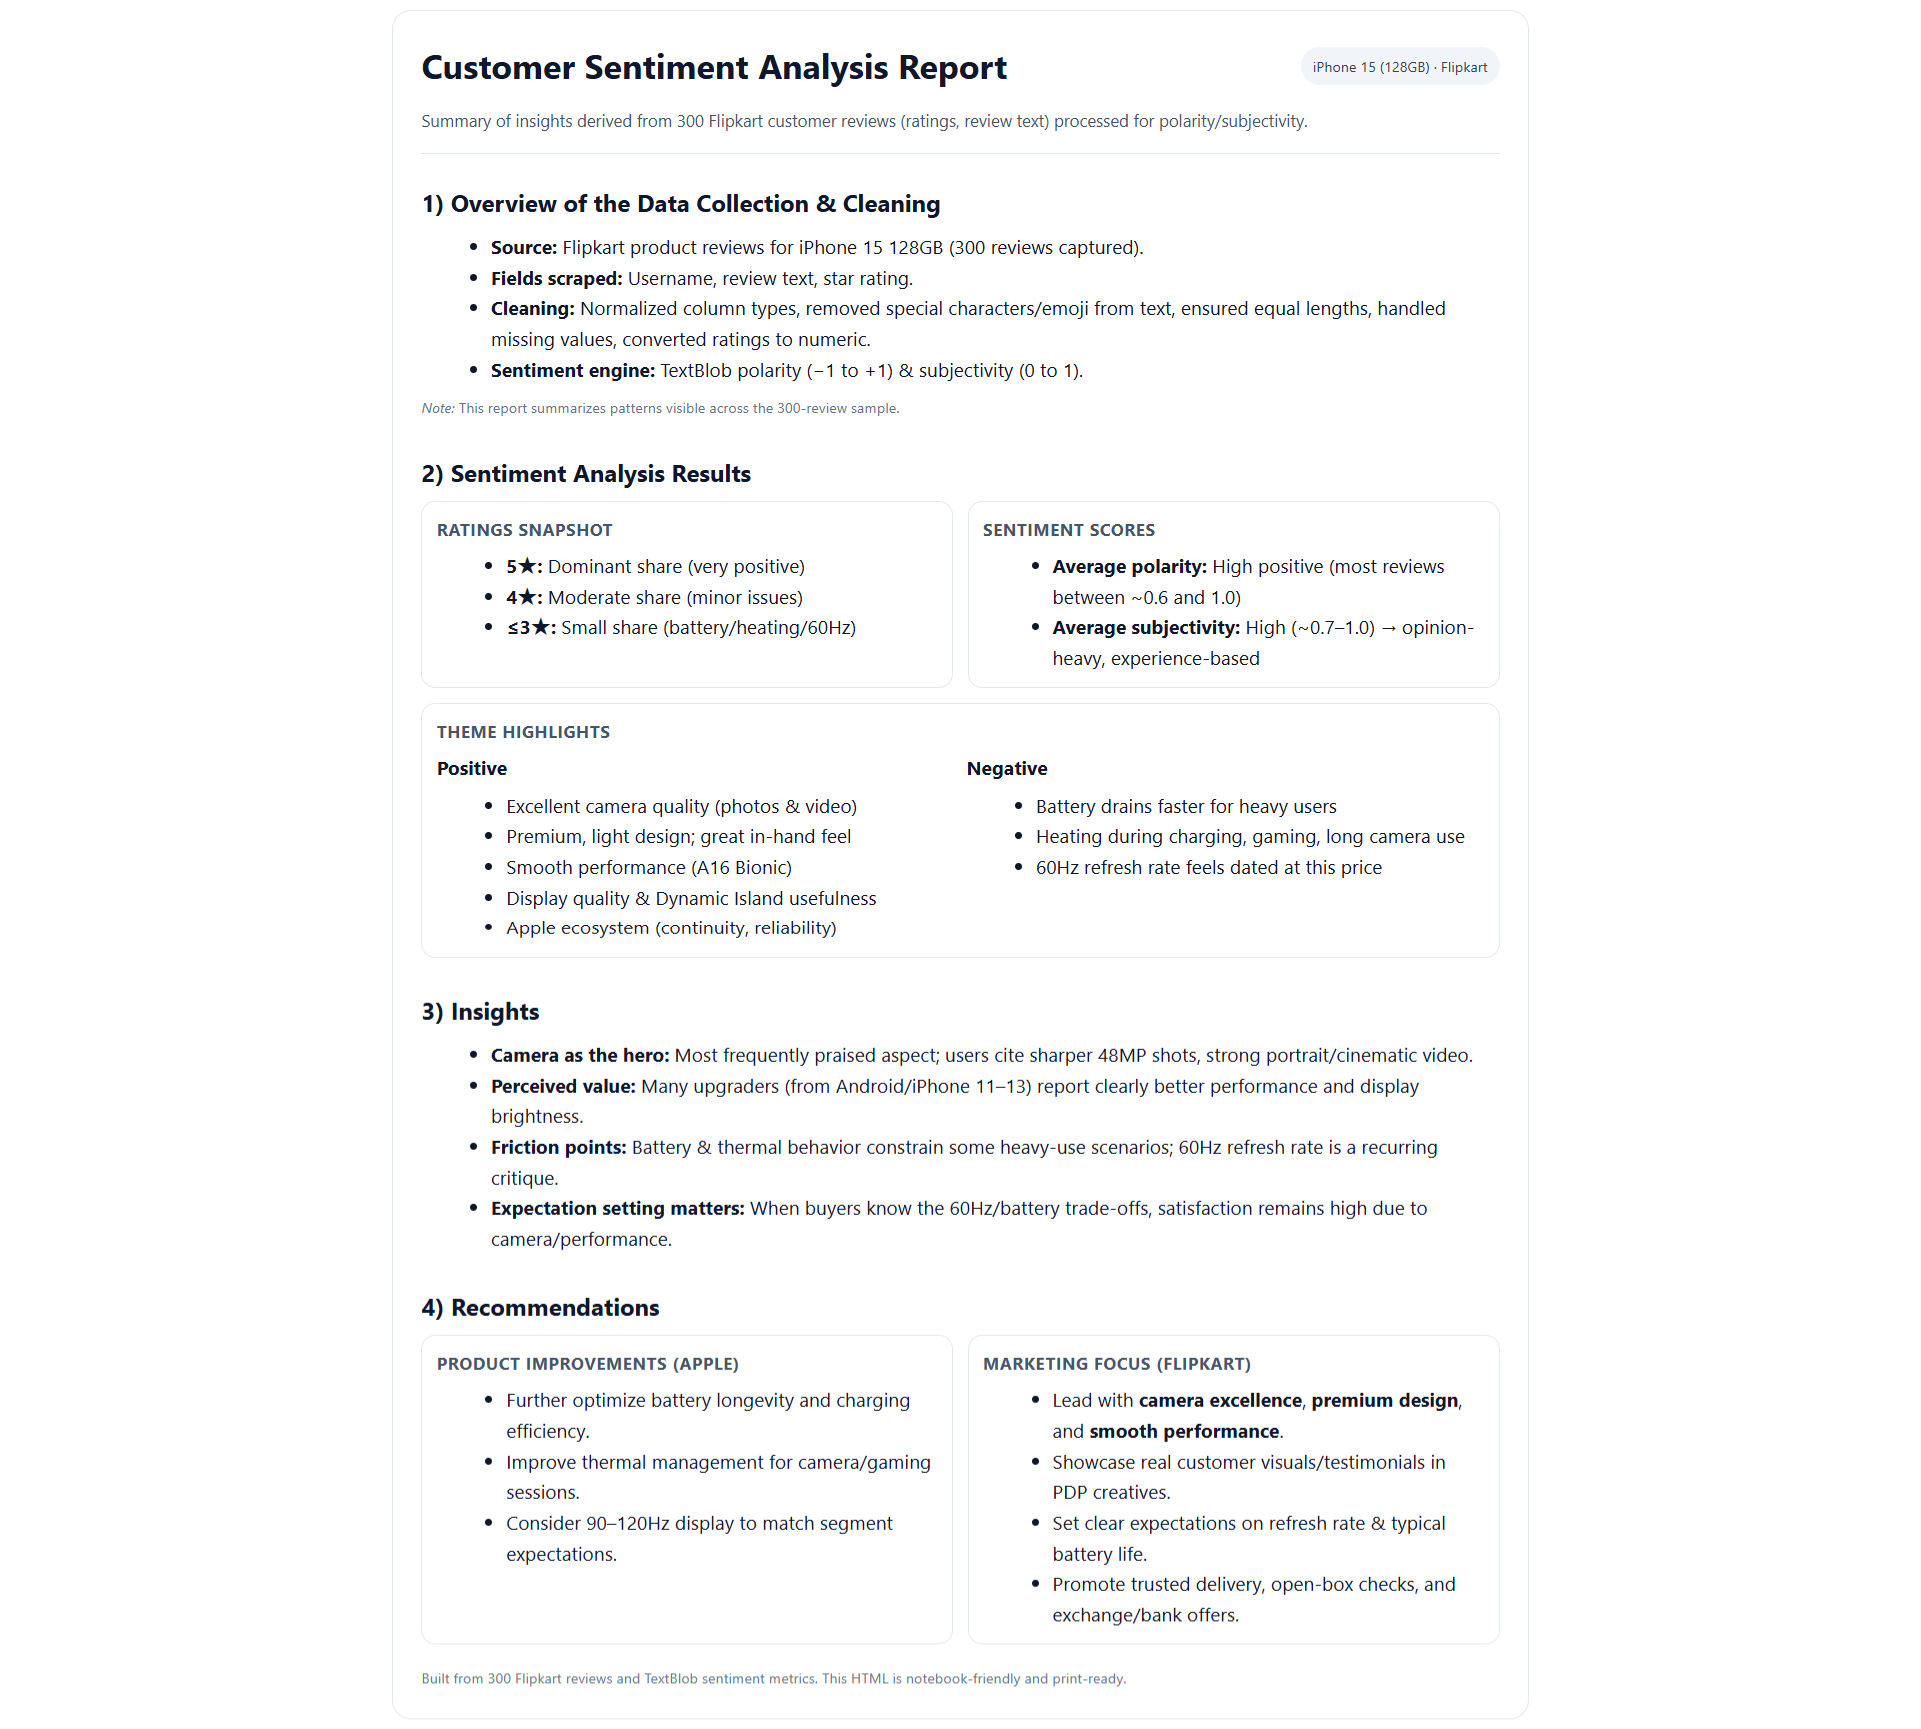 Customer Sentiment Analysis Report
iPhone 15 (128GB) · Flipkart
Summary of insights derived from 300 Flipkart customer reviews (ratings, review text) processed for polarity/subjectivity.
1) Overview of the Data Collection & Cleaning
• Source: Flipkart product reviews for iPhone 15 128GB (300 reviews captured).
• Fields scraped: Username, review text, star rating.
• Cleaning: Normalized column types, removed special characters/emoji from text, ensured equal lengths, handled
missing values, converted ratings to numeric.
• Sentiment engine: TextBlob polarity (−1 to +1) & subjectivity (0 to 1).
Note: This report summarizes patterns visible across the 300-review sample.
2) Sentiment Analysis Results
RATINGS SNAPSHOT
• 5★: Dominant share (very positive)
• 4★: Moderate share (minor issues)
• ≤3★: Small share (battery/heating/60Hz)
SENTIMENT SCORES
• Average polarity: High positive (most reviews
between ~0.6 and 1.0)
• Average subjectivity: High (~0.7–1.0) → opinion-
heavy, experience-based
THEME HIGHLIGHTS
Positive
• Excellent camera quality (photos & video)
• Premium, light design; great in-hand feel
• Smooth performance (A16 Bionic)
• Display quality & Dynamic Island usefulness
• Apple ecosystem (continuity, reliability)
Negative
• Battery drains faster for heavy users
• Heating during charging, gaming, long camera use
• 60Hz refresh rate feels dated at this price
3) Insights
• Camera as the hero: Most frequently praised aspect; users cite sharper 48MP shots, strong portrait/cinematic video.
• Perceived value: Many upgraders (from Android/iPhone 11–13) report clearly better performance and display
brightness.
• Friction points: Battery & thermal behavior constrain some heavy-use scenarios; 60Hz refresh rate is a recurring
critique.
• Expectation setting matters: When buyers know the 60Hz/battery trade-offs, satisfaction remains high due to
camera/performance.
4) Recommendations
PRODUCT IMPROVEMENTS (APPLE)
• Further optimize battery longevity and charging
efficiency.
• Improve thermal management for camera/gaming
sessions.
• Consider 90–120Hz display to match segment
expectations.
MARKETING FOCUS (FLIPKART)
• Lead with camera excellence, premium design,
and smooth performance.
• Showcase real customer visuals/testimonials in
PDP creatives.
• Set clear expectations on refresh rate & typical
battery life.
• Promote trusted delivery, open-box checks, and
exchange/bank offers.
Built from 300 Flipkart reviews and TextBlob sentiment metrics. This HTML is notebook-friendly and print-ready.